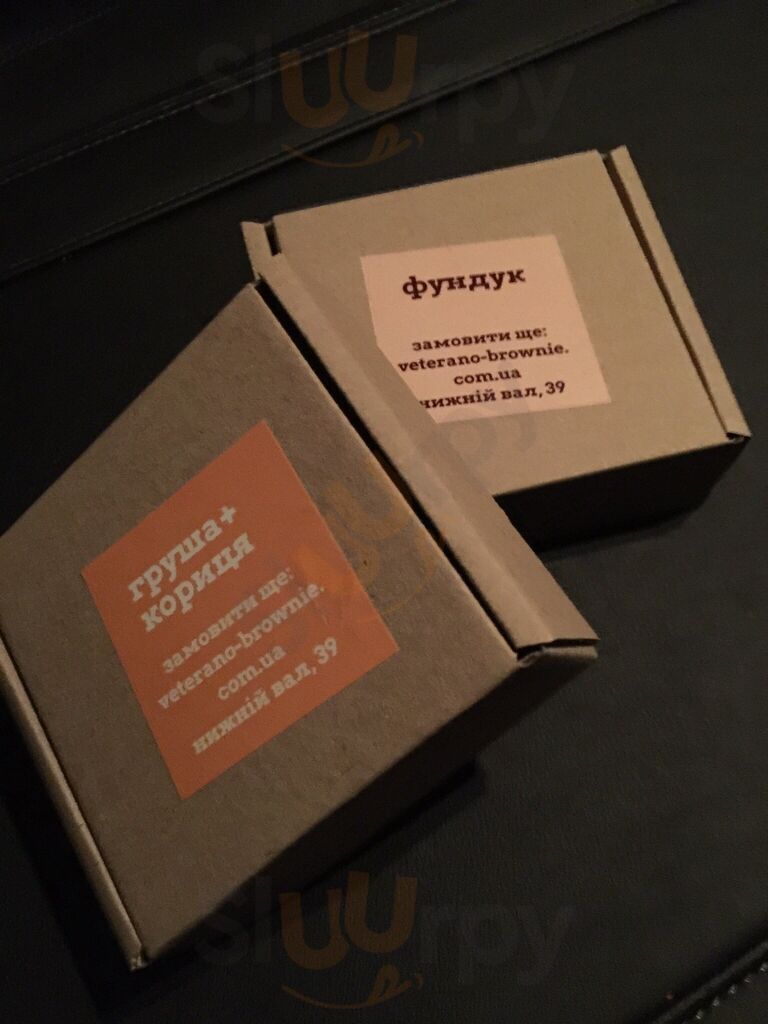 Sluurpy
фундук
замовити ще:
veterano-brownie.
com.ua
нижній вал, 39
груша+
кориця
замовити ще:
veterano-brownie.
com.ua
нижній вал, 39
Sluurpy